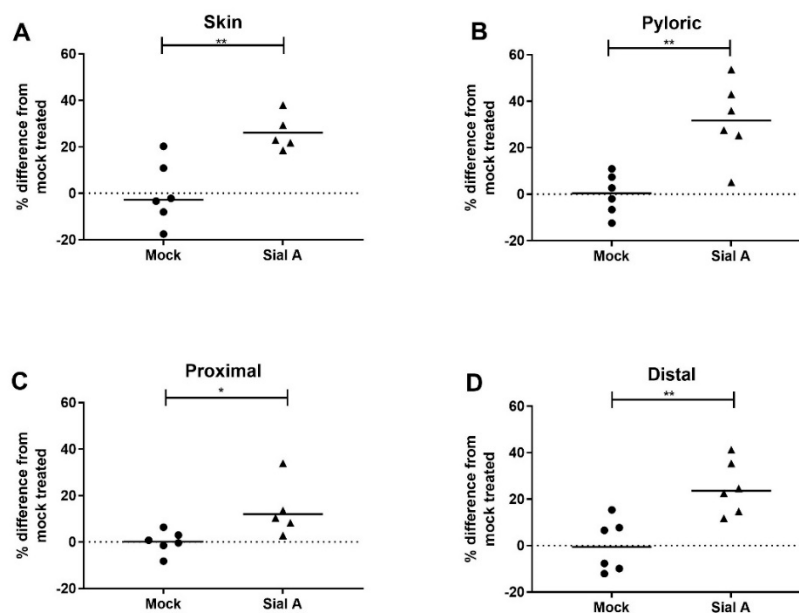 A
Skin
**
% difference from
mock treated
60
40
20
0
-20
Mock
Sial A
B
Pyloric
**
% difference from
mock treated
60
40
20
0
-20
Mock
Sial A
C
Proximal
*
% difference from
mock treated
60
40
20
0
-20
Mock
Sial A
D
Distal
**
% difference from
mock treated
60
40
20
0
-20
Mock
Sial A